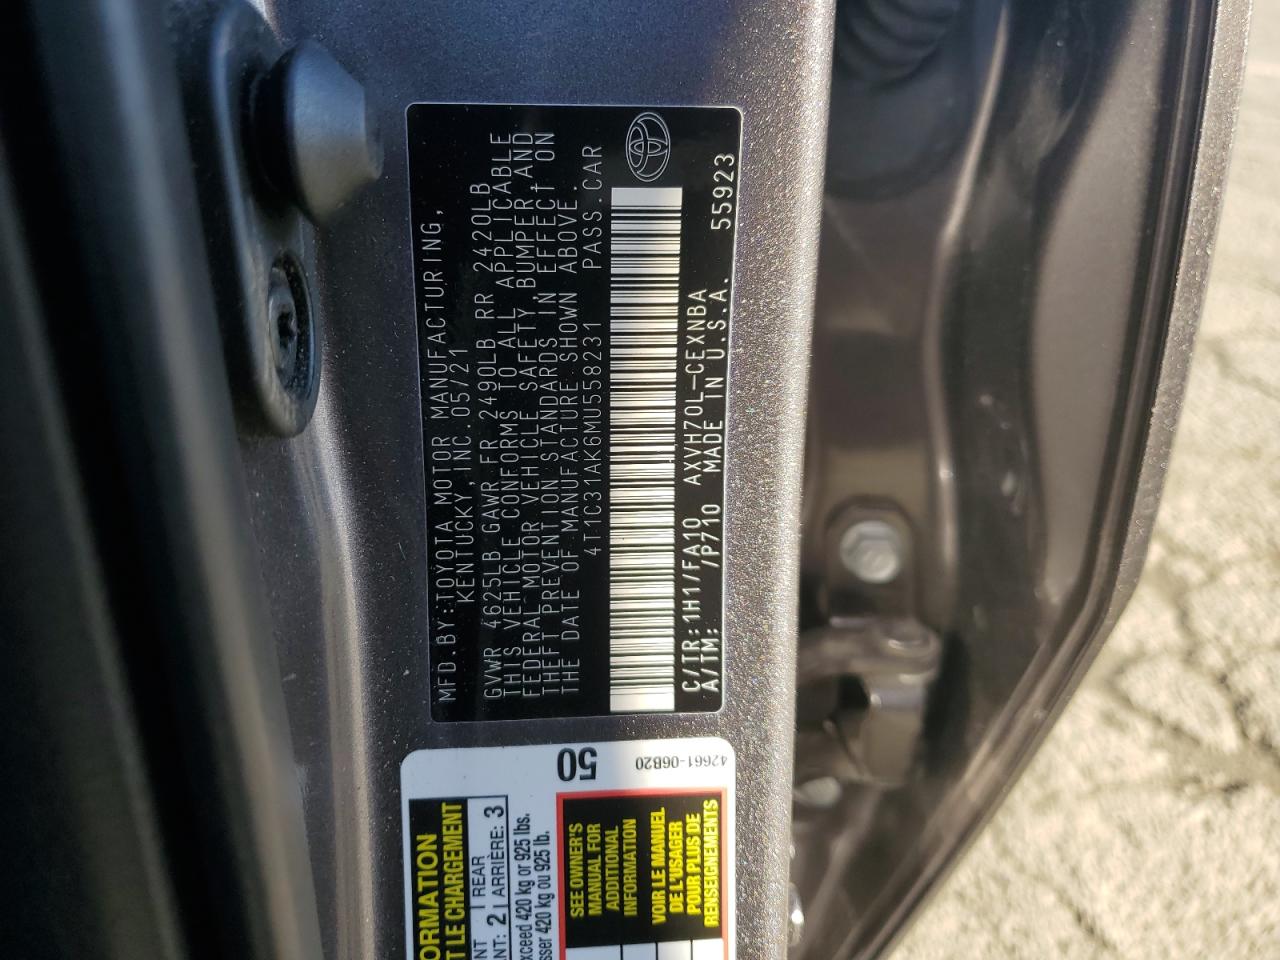 MFD.BY:TOYOTA MOTOR MANUFACTURING,
KENTUCKY, INC.05/21
GVWR 4625LB GAWR FR 2490LB RR 2420LB
THIS VEHICLE CONFORMS TO ALL APPLICABLE
FEDERAL MOTOR VEHICLE SAFETY, BUMPER, AND
THEFT PREVENTION STANDARDS IN EFFECT ON
THE DATE OF MANUFACTURE SHOWN ABOVE.
4T1C31AK6MU558231 PASS.CAR
C/TR:1H1/FA10 AXVH70L-CEXNBA
A/TM: /P710 MADE IN U.S.A. 55923
ORMATION
T LE CHARGEMENT
NT 2 REAR 3
ANT: 2 ARRIÈRE: 3
xceed 420 kg or 925 lbs.
sser 420 kg ou 925 lb.
50
42661-06B20
SEE OWNER'S
MANUAL FOR
ADDITIONAL
INFORMATION
VOIR LE MANUEL
DE L'USAGER
POUR PLUS DE
RENSEIGNEMENTS